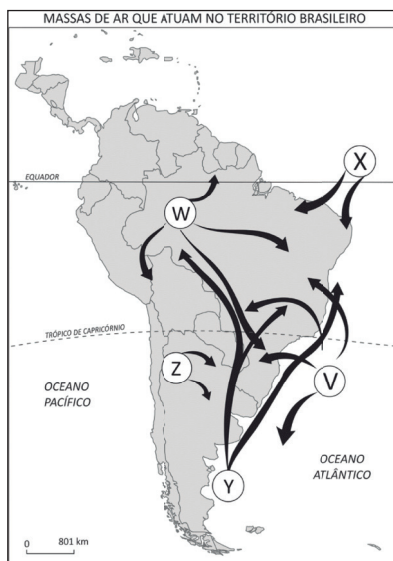 MASSAS DE AR QUE ATUAM NO TERRITÓRIO BRASILEIRO
X
EQUADOR
W
TRÓPICO DE CAPRICÓRNIO
Z
V
OCEANO
PACÍFICO
OCEANO
ATLÂNTICO
Y
0 801 km